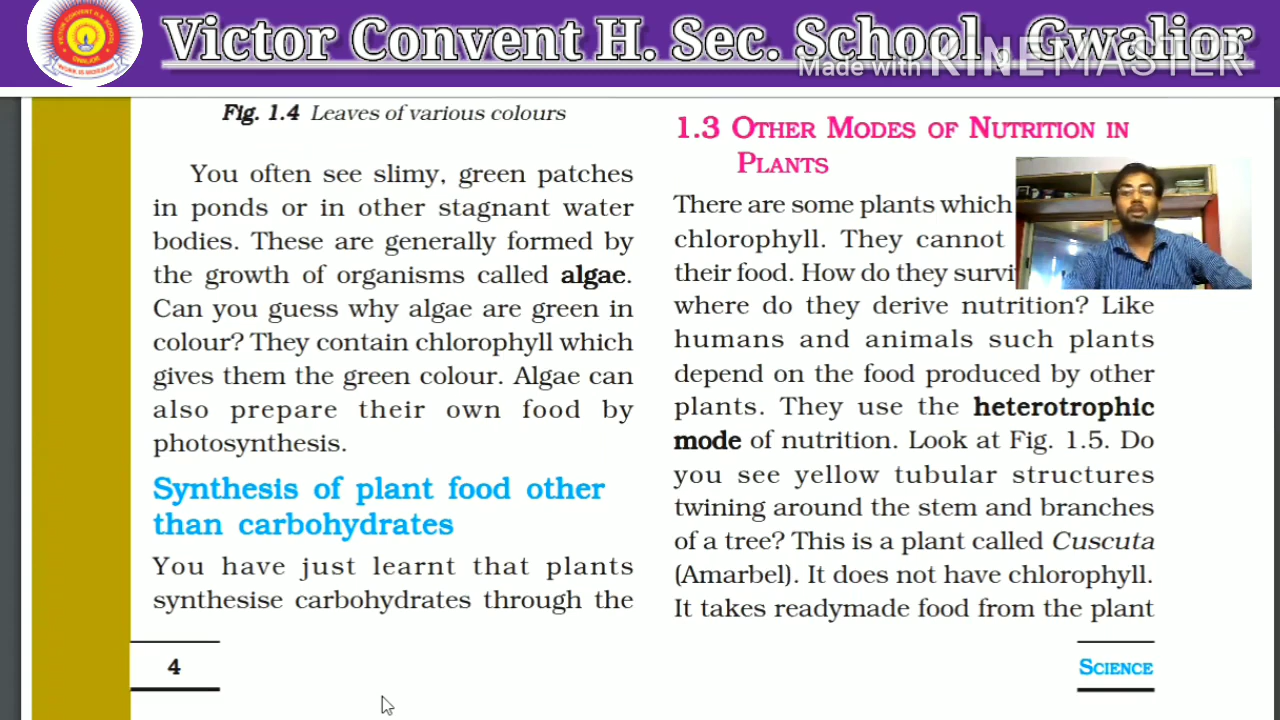 Victor Convent H. Sec. School, Gwalior
Made with KINEMASTER
Fig. 1.4 Leaves of various colours
You often see slimy, green patches
in ponds or in other stagnant water
bodies. These are generally formed by
the growth of organisms called algae.
Can you guess why algae are green in
colour? They contain chlorophyll which
gives them the green colour. Algae can
also prepare their own food by
photosynthesis.
Synthesis of plant food other
than carbohydrates
You have just learnt that plants
synthesise carbohydrates through the
4
1.3 OTHER MODES OF NUTRITION IN
PLANTS
There are some plants which
chlorophyll. They cannot
their food. How do they
where do they derive nutrition? Like
humans and animals such plants
depend on the food produced by other
plants. They use the heterotrophic
mode of nutrition. Look at Fig. 1.5. Do
you see yellow tubular structures
twining around the stem and branches
of a tree? This is a plant called Cuscuta
(Amarbel). It does not have chlorophyll.
It takes readymade food from the plant
SCIENCE